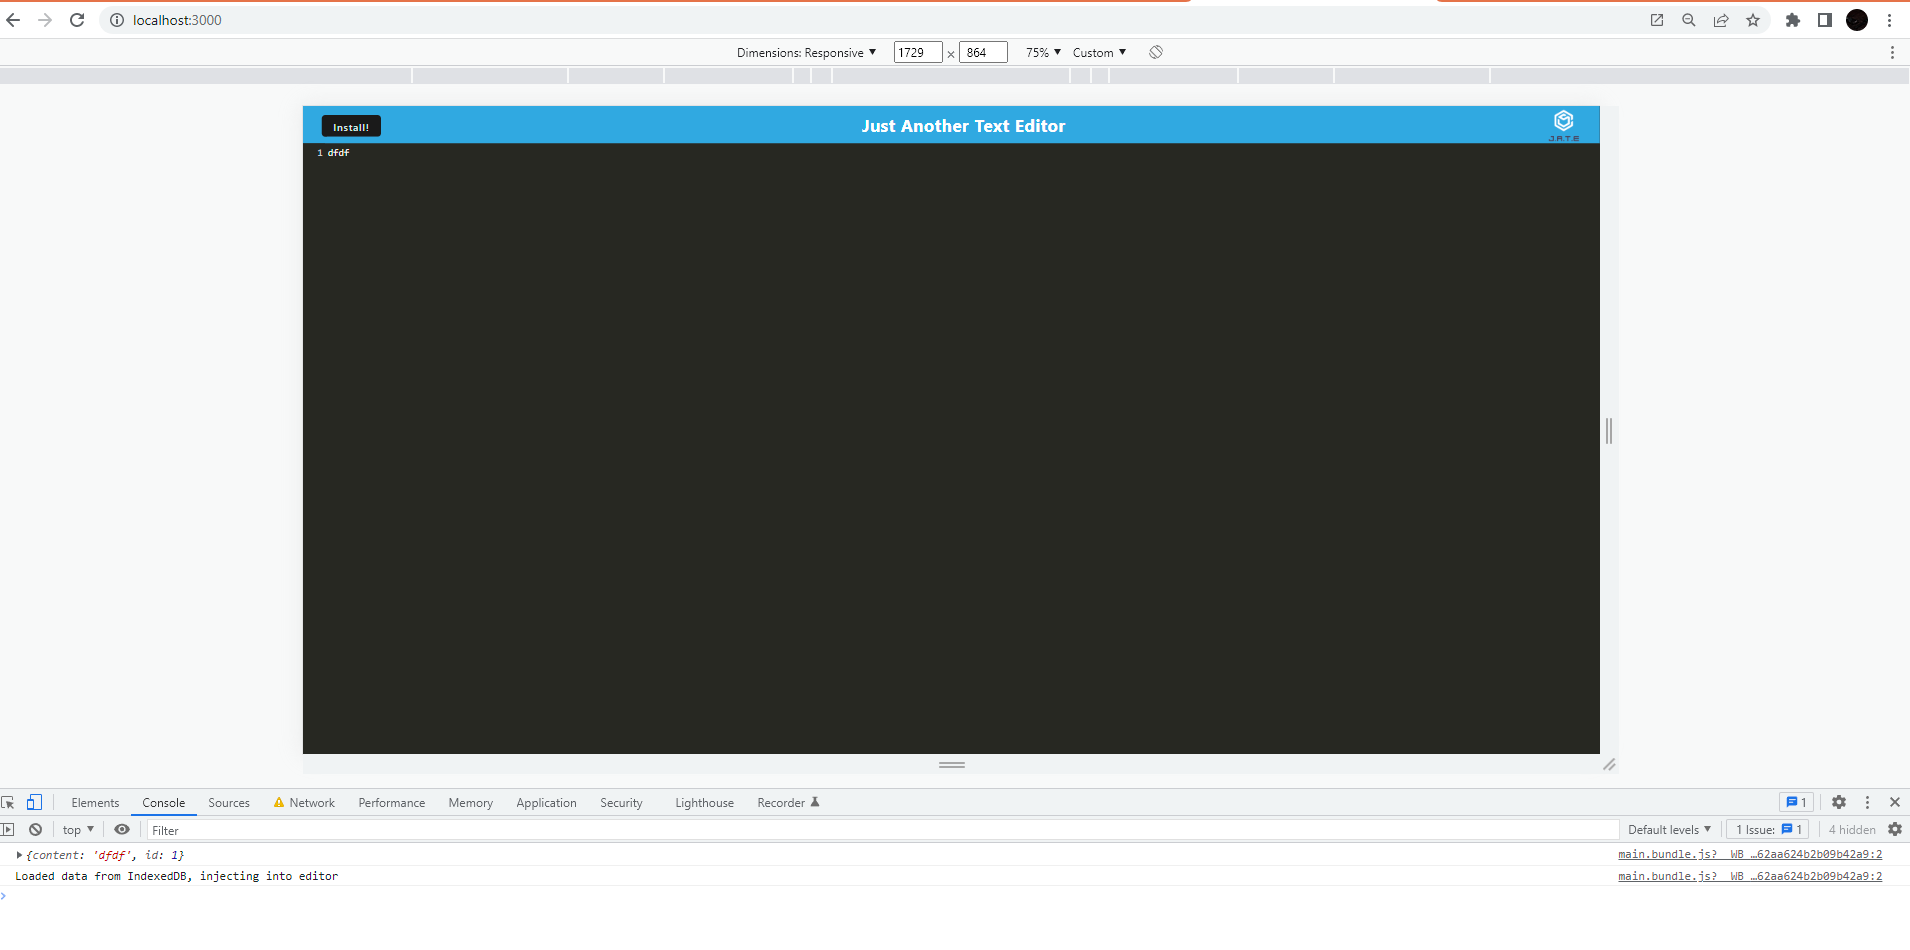 localhost:3000
Dimensions: Responsive ▼ 1729 × 864 75% ▼ Custom ▼
Install! Just Another Text Editor
J.A.T.E
1 dfdf
Elements Console Sources Network Performance Memory Application Security Lighthouse Recorder 1
top ▼ Filter Default levels ▼ 1 Issue: 1 4 hidden
{content: 'dfdf', id: 1} main.bundle.js?__WB_…62aa624b2b09b42a9:2
Loaded data from IndexedDB, injecting into editor main.bundle.js?__WB_…62aa624b2b09b42a9:2